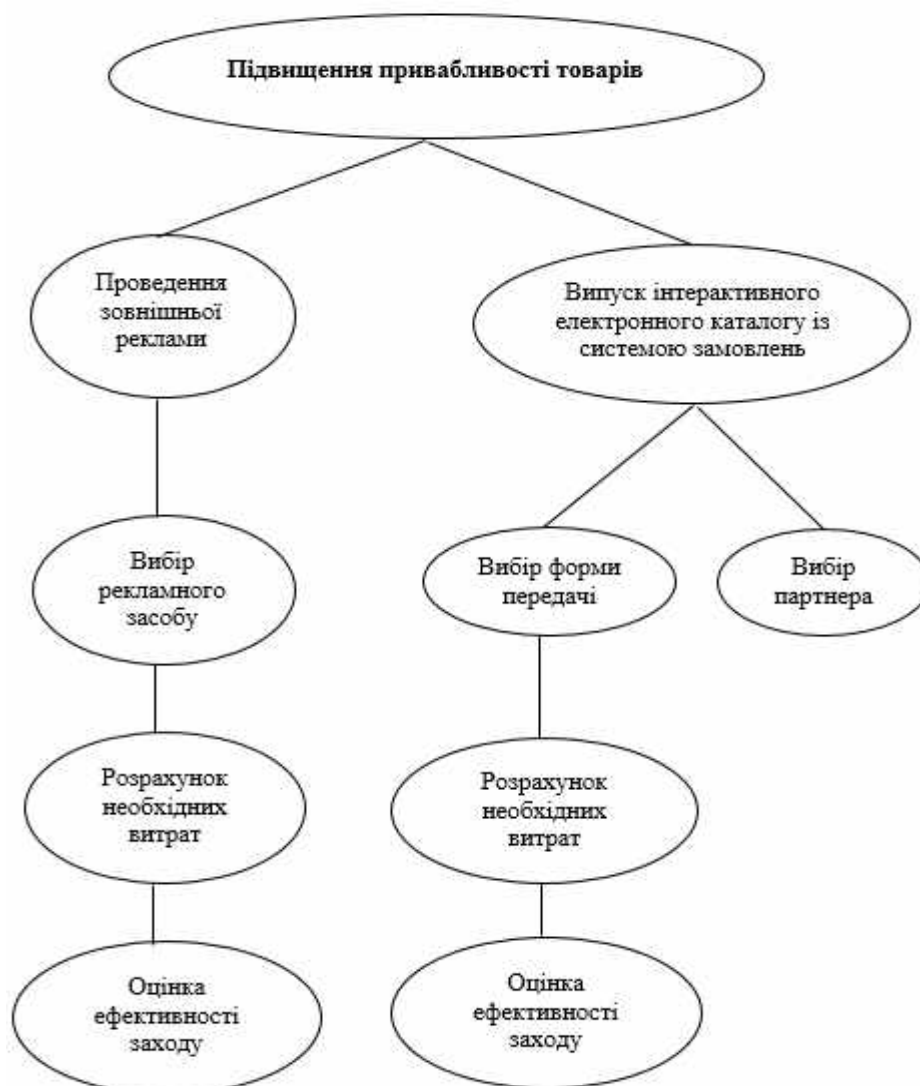 Підвищення привабливості товарів
Проведення
зовнішньої
реклами
Випуск інтерактивного
електронного каталогу із
системою замовлень
Вибір
рекламного
засобу
Вибір форми
передачі
Вибір
партнера
Розрахунок
необхідних
витрат
Розрахунок
необхідних
витрат
Оцінка
ефективності
заходу
Оцінка
ефективності
заходу